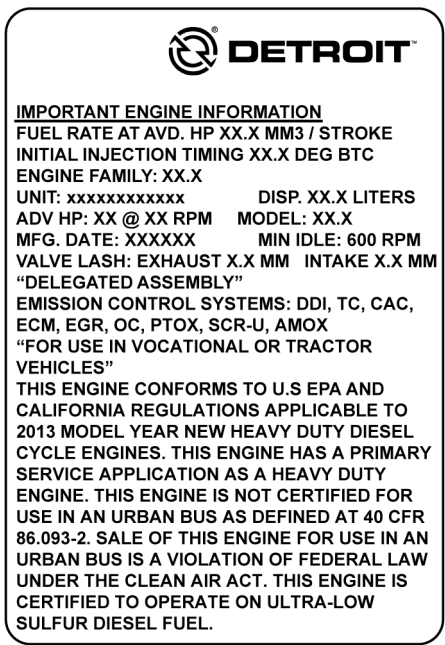 DETROIT™
IMPORTANT ENGINE INFORMATION
FUEL RATE AT AVD. HP XX.X MM3 / STROKE
INITIAL INJECTION TIMING XX.X DEG BTC
ENGINE FAMILY: XX.X
UNIT: xxxxxxxxxxxxx DISP. XX.X LITERS
ADV HP: XX @ XX RPM MODEL: XX.X
MFG. DATE: XXXXXX MIN IDLE: 600 RPM
VALVE LASH: EXHAUST X.X MM INTAKE X.X MM
“DELEGATED ASSEMBLY”
EMISSION CONTROL SYSTEMS: DDI, TC, CAC,
ECM, EGR, OC, PTOX, SCR-U, AMOX
“FOR USE IN VOCATIONAL OR TRACTOR
VEHICLES”
THIS ENGINE CONFORMS TO U.S EPA AND
CALIFORNIA REGULATIONS APPLICABLE TO
2013 MODEL YEAR NEW HEAVY DUTY DIESEL
CYCLE ENGINES. THIS ENGINE HAS A PRIMARY
SERVICE APPLICATION AS A HEAVY DUTY
ENGINE. THIS ENGINE IS NOT CERTIFIED FOR
USE IN AN URBAN BUS AS DEFINED AT 40 CFR
86.093-2. SALE OF THIS ENGINE FOR USE IN AN
URBAN BUS IS A VIOLATION OF FEDERAL LAW
UNDER THE CLEAN AIR ACT. THIS ENGINE IS
CERTIFIED TO OPERATE ON ULTRA-LOW
SULFUR DIESEL FUEL.